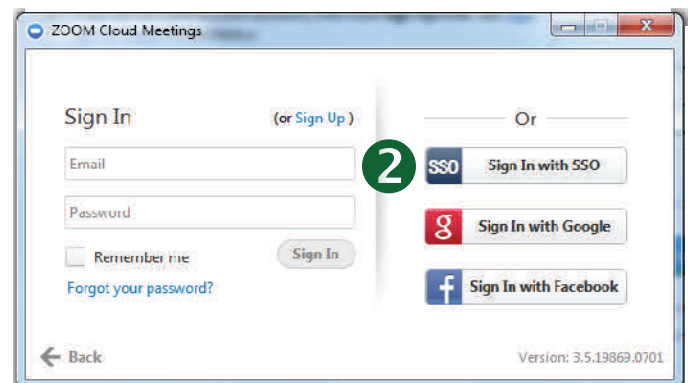 ZOOM Cloud Meetings
Sign In (or Sign Up )
Email
Password
Remember me
Sign In
Forgot your password?
Back
Or
2
SSO Sign In with SSO
g Sign In with Google
f Sign In with Facebook
Version: 3.5.19869.0701